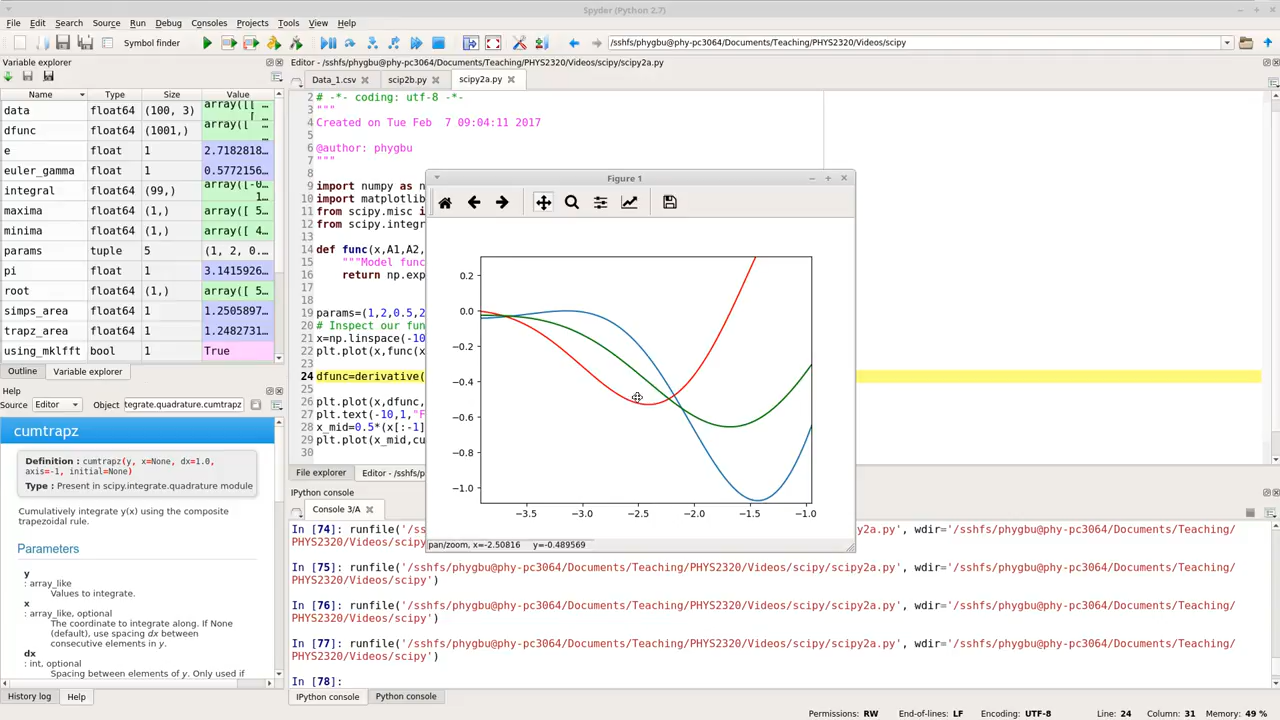 Spyder (Python 2.7)
File Edit Search Source Run Debug Consoles Projects Tools View Help
Symbol finder
/sshfs/phygbu@phy-pc3064/Documents/Teaching/PHYS2320/Videos/scipy
Variable explorer
Name Type Size Value
data float64 (100, 3) array([[ ...
dfunc float64 (1001,) array([ ...
e float 1 2.7182818...
euler_gamma float 1 0.5772156...
integral float64 (99,) array([-0...
maxima float64 (1,) array([ 5...
minima float64 (1,) array([ 4...
params tuple 5 (1, 2, 0....
pi float 1 3.1415926...
root float64 (1,) array([ 5...
simps_area float 1 1.2505897...
trapz_area float 1 1.2482731...
using_mklfft bool 1 True
Outline Variable explorer
Help
Source Editor Object tegrate.quadrature.cumtrapz
cumtrapz
Definition : cumtrapz(y, x=None, dx=1.0,
axis=-1, initial=None)
Type : Present in scipy.integrate.quadrature module
Cumulatively integrate y(x) using the composite
trapezoidal rule.
Parameters
y
: array_like
Values to integrate.
x
: array_like, optional
The coordinate to integrate along. If None
(default), use spacing dx between
consecutive elements in y.
dx
: int, optional
Spacing between elements of y. Only used if
History log Help
Editor - /sshfs/phygbu@phy-pc3064/Documents/Teaching/PHYS2320/Videos/scipy/scipy2a.py
Data_1.csv scip2b.py scipy2a.py
2 # -*- coding: utf-8 -*-
3 """
4 Created on Tue Feb  7 09:04:11 2017
5
6 @author: phygbu
7 """
8
9 import numpy as n
10 import matplotlib
11 from scipy.misc i
12 from scipy.integr
13
14 def func(x,A1,A2,
15 """Model func
16 return np.exp
17
18
19 params=(1,2,0.5,2
20 # Inspect our fun
21 x=np.linspace(-10
22 plt.plot(x,func(x
23
24 dfunc=derivative(
25
26 plt.plot(x,dfunc,
27 plt.text(-10,1,"F
28 x_mid=0.5*(x[:-1]
29 plt.plot(x_mid,cu
30
Figure 1
0.2
0.0
−0.2
−0.4
−0.6
−0.8
−1.0
−3.5 −3.0 −2.5 −2.0 −1.5 −1.0
pan/zoom, x=-2.50816 y=-0.489569
File explorer Editor - /sshfs/p
IPython console
Console 3/A
In [74]: runfile('/sshfs/phygbu@phy-pc3064/Documents/Teaching/PHYS2320/Videos/scipy/scipy2a.py', wdir='/sshfs/phygbu@phy-pc3064/Documents/Teaching/
PHYS2320/Videos/scipy')
In [75]: runfile('/sshfs/phygbu@phy-pc3064/Documents/Teaching/PHYS2320/Videos/scipy/scipy2a.py', wdir='/sshfs/phygbu@phy-pc3064/Documents/Teaching/
PHYS2320/Videos/scipy')
In [76]: runfile('/sshfs/phygbu@phy-pc3064/Documents/Teaching/PHYS2320/Videos/scipy/scipy2a.py', wdir='/sshfs/phygbu@phy-pc3064/Documents/Teaching/
PHYS2320/Videos/scipy')
In [77]: runfile('/sshfs/phygbu@phy-pc3064/Documents/Teaching/PHYS2320/Videos/scipy/scipy2a.py', wdir='/sshfs/phygbu@phy-pc3064/Documents/Teaching/
PHYS2320/Videos/scipy')
In [78]:
IPython console Python console
Permissions: RW End-of-lines: LF Encoding: UTF-8 Line: 24 Column: 31 Memory: 49 %